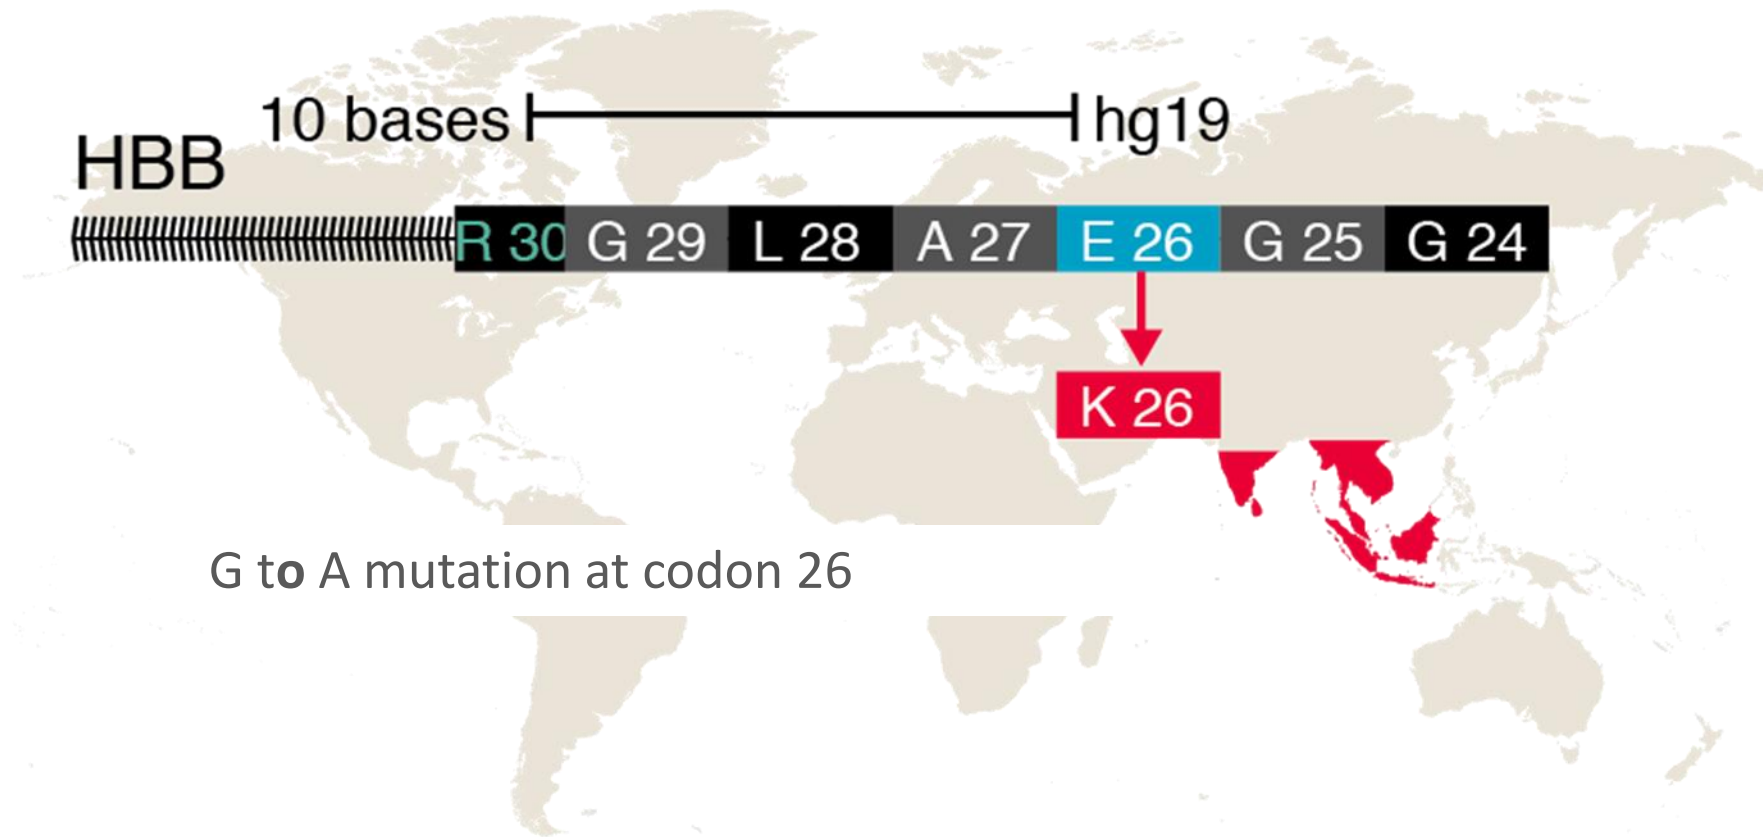 10 bases hg19
HBB
R 30 G 29 L 28 A 27 E 26 G 25 G 24
K 26
G to A mutation at codon 26